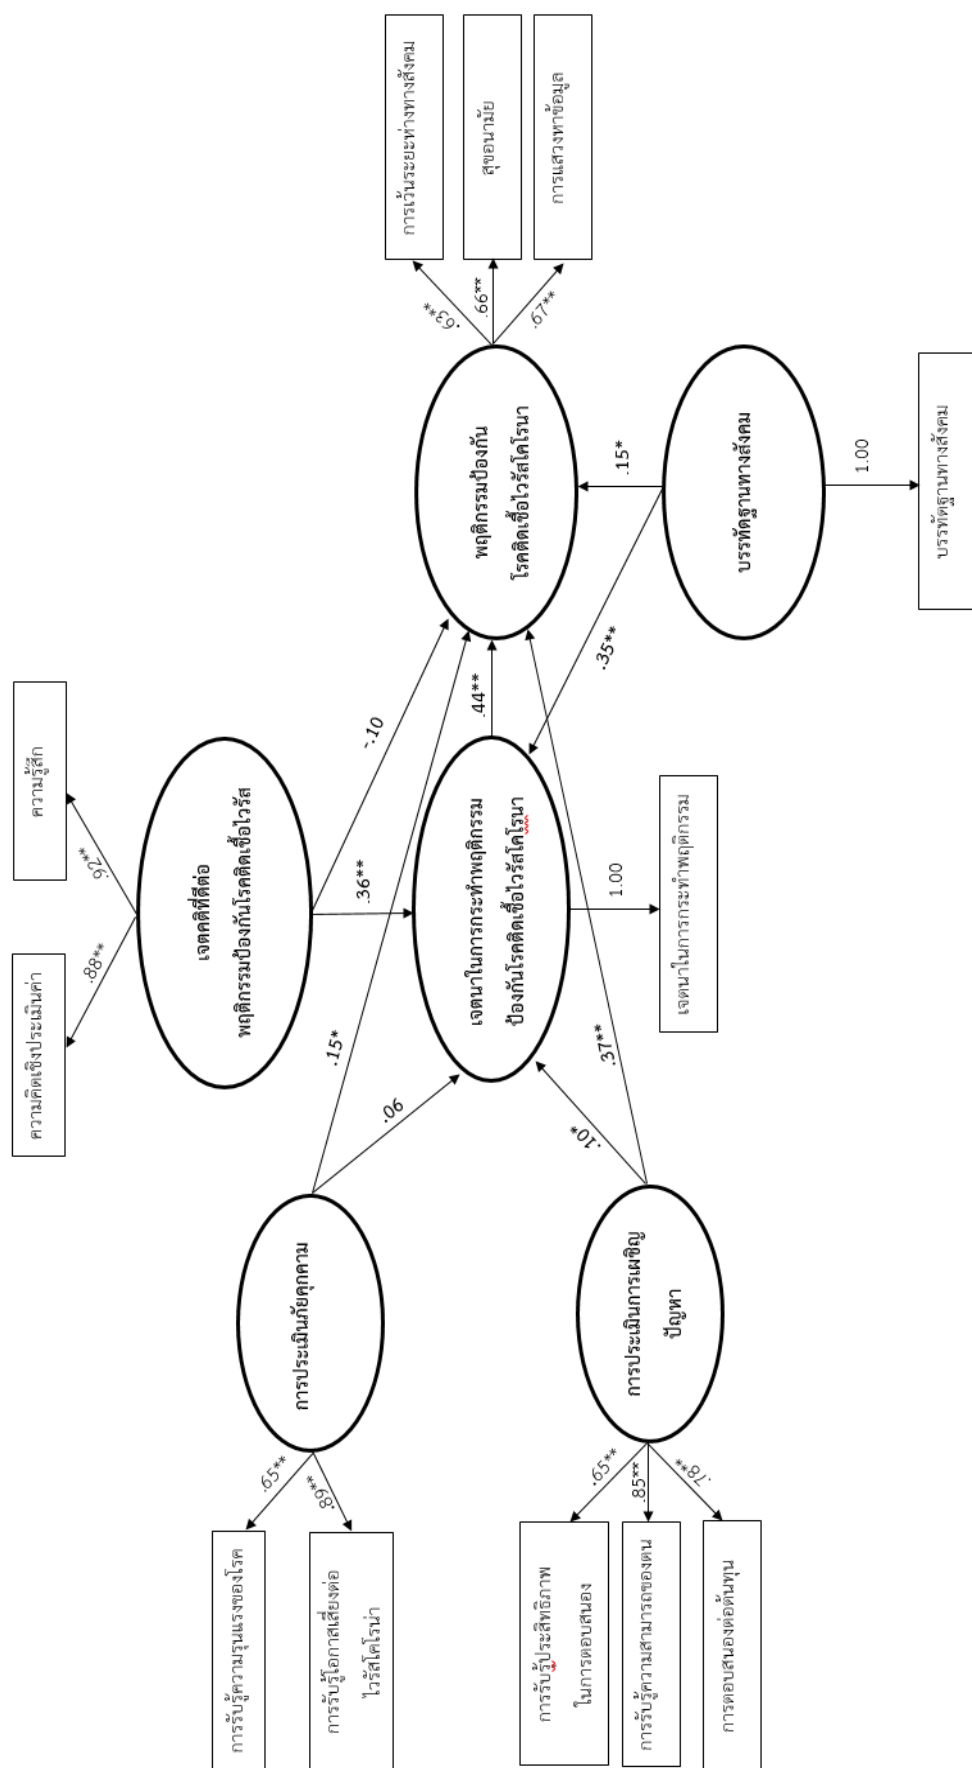 ความคิดเชิงประเมินค่า
ความรู้สึก
.88**
.92**
เจตคติที่ดีต่อ
พฤติกรรมป้องกันโรคติดเชื้อไวรัส
การรับรู้ความรุนแรงของโรค
.65**
การรับรู้โอกาสเสี่ยงต่อ
ไวรัสโคโรน่า
.89**
การประเมินภัยคุกคาม
.15*
.06
.36**
-.10
การเว้นระยะห่างทางสังคม
.63**
สุขอนามัย
.66**
การแสวงหาข้อมูล
.67**
พฤติกรรมป้องกัน
โรคติดเชื้อไวรัสโคโรนา
.44**
เจตนาในการกระทำพฤติกรรม
ป้องกันโรคติดเชื้อไวรัสโคโรนา
การรับรู้ประสิทธิภาพ
ในการตอบสนอง
.65**
การรับรู้ความสามารถของตน
.85**
การตอบสนองต่อต้นทุน
.78**
การประเมินการเผชิญ
ปัญหา
.10*
.37**
.35**
.15*
1.00
เจตนาในการกระทำพฤติกรรม
บรรทัดฐานทางสังคม
1.00
บรรทัดฐานทางสังคม